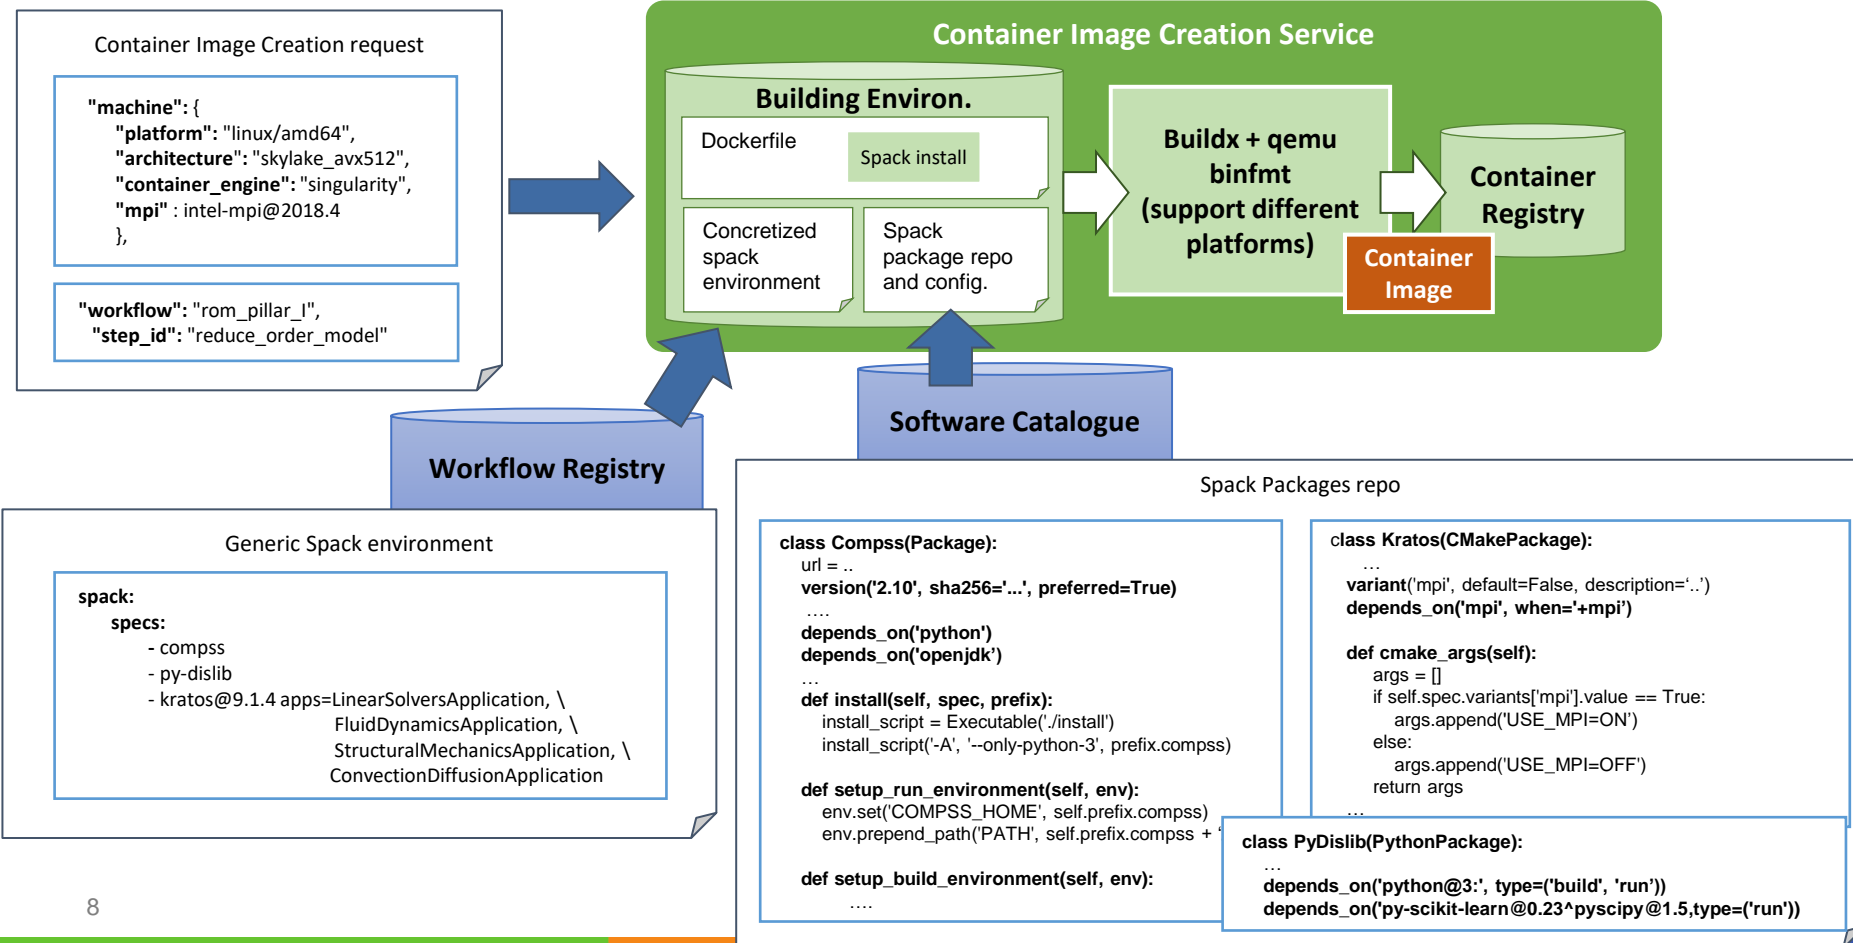 Container Image Creation request
"machine": {
"platform": "linux/amd64",
"architecture": "skylake_avx512",
"container_engine": "singularity",
"mpi" : intel-mpi@2018.4
},
"workflow": "rom_pillar_I",
"step_id": "reduce_order_model"
Container Image Creation Service
Building Environ.
Dockerfile
Spack install
Concretized
spack
environment
Spack
package repo
and config.
Buildx + qemu
binfmt
(support different
platforms)
Container
Image
Container
Registry
Workflow Registry
Software Catalogue
Generic Spack environment
spack:
specs:
- compss
- py-dislib
- kratos@9.1.4 apps=LinearSolversApplication, \
FluidDynamicsApplication, \
StructuralMechanicsApplication, \
ConvectionDiffusionApplication
Spack Packages repo
class Compss(Package):
url = ..
version('2.10', sha256='...', preferred=True)
....
depends_on('python')
depends_on('openjdk')
...
def install(self, spec, prefix):
install_script = Executable('./install')
install_script('-A', '--only-python-3', prefix.compss)
def setup_run_environment(self, env):
env.set('COMPSS_HOME', self.prefix.compss)
env.prepend_path('PATH', self.prefix.compss + ‘
def setup_build_environment(self, env):
....
class Kratos(CMakePackage):
...
variant('mpi', default=False, description=‘..’)
depends_on('mpi', when='+mpi’)
def cmake_args(self):
args = []
if self.spec.variants['mpi'].value == True:
args.append('USE_MPI=ON')
else:
args.append('USE_MPI=OFF')
return args
...
class PyDislib(PythonPackage):
...
depends_on('python@3:', type=('build', 'run’))
depends_on('py-scikit-learn@0.23^pyscipy@1.5,type=('run'))
8